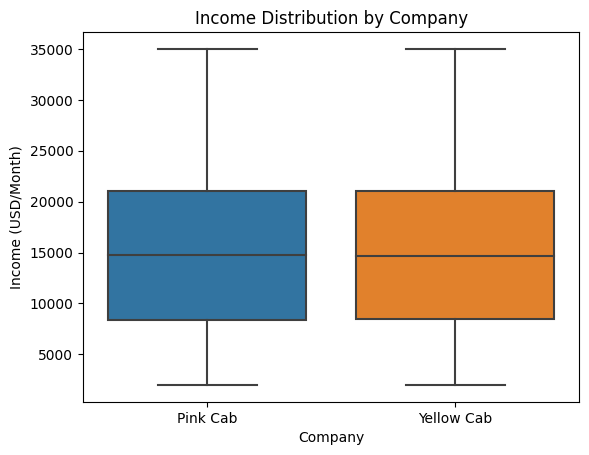 Income Distribution by Company
Income (USD/Month)
35000
30000
25000
20000
15000
10000
5000
Pink Cab
Yellow Cab
Company